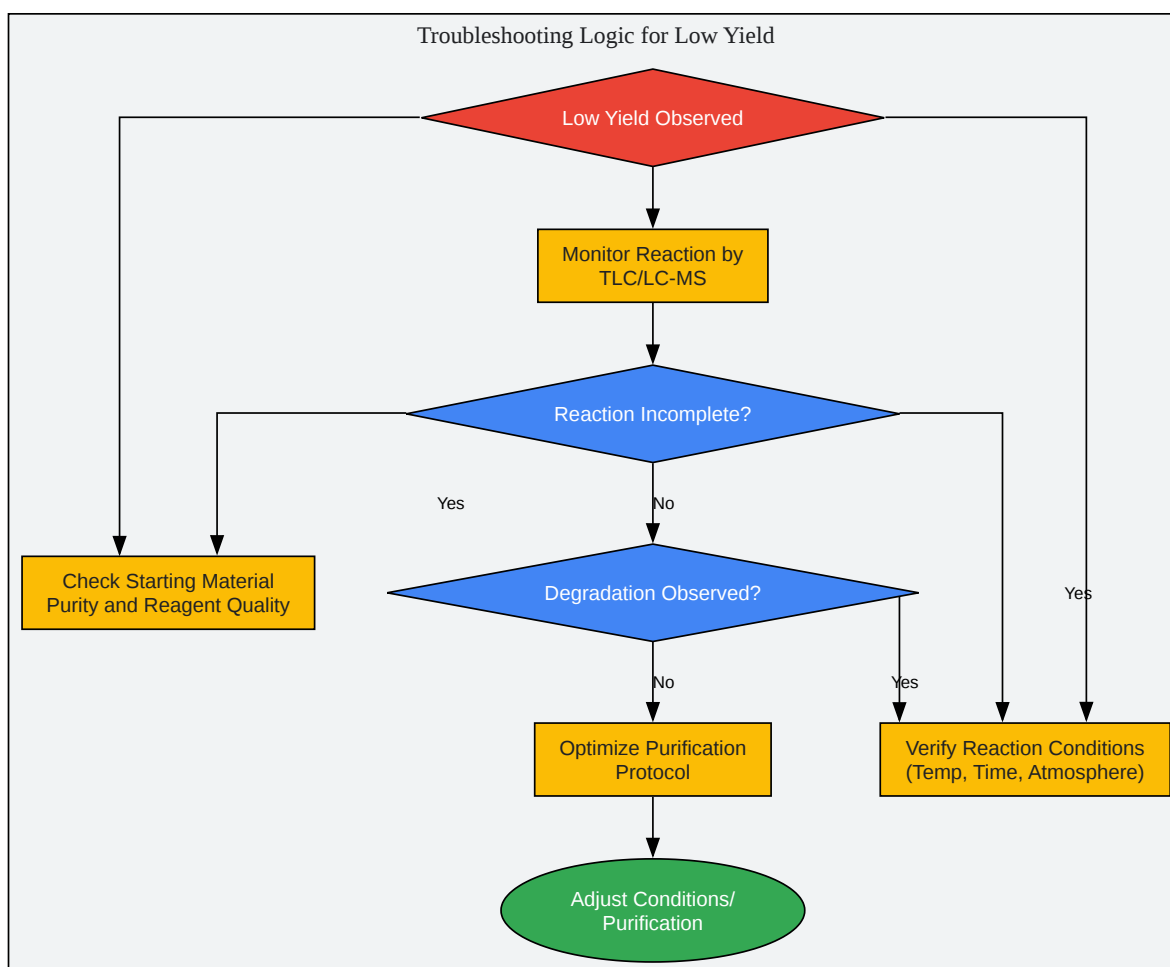 Troubleshooting Logic for Low Yield
Low Yield Observed
Monitor Reaction by
TLC/LC-MS
Reaction Incomplete?
Yes
No
Check Starting Material
Purity and Reagent Quality
Degradation Observed?
Yes
No
Yes
Optimize Purification
Protocol
Verify Reaction Conditions
(Temp, Time, Atmosphere)
Adjust Conditions/
Purification